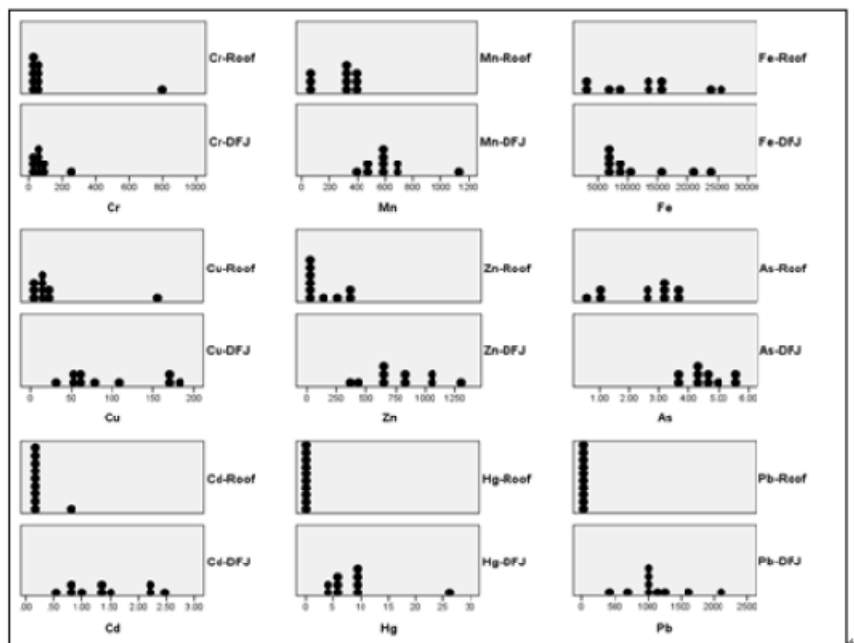 Cr-Roof
Mn-Roof
Fe-Roof
Cr-DFJ
Mn-DFJ
Fe-DFJ
0 200 400 600 800 1000
0 200 400 600 800 1000 1200
5000 10000 15000 20000 25000 30000
Cr
Mn
Fe
Cu-Roof
Zn-Roof
As-Roof
Cu-DFJ
Zn-DFJ
As-DFJ
0 50 100 150 200
0 250 500 750 1000 1250
1.00 2.00 3.00 4.00 5.00 6.00
Cu
Zn
As
Cd-Roof
Hg-Roof
Pb-Roof
Cd-DFJ
Hg-DFJ
Pb-DFJ
.00 .50 1.00 1.50 2.00 2.50 3.00
0 5 10 15 20 25 30
0 500 1000 1500 2000 2500
Cd
Hg
Pb